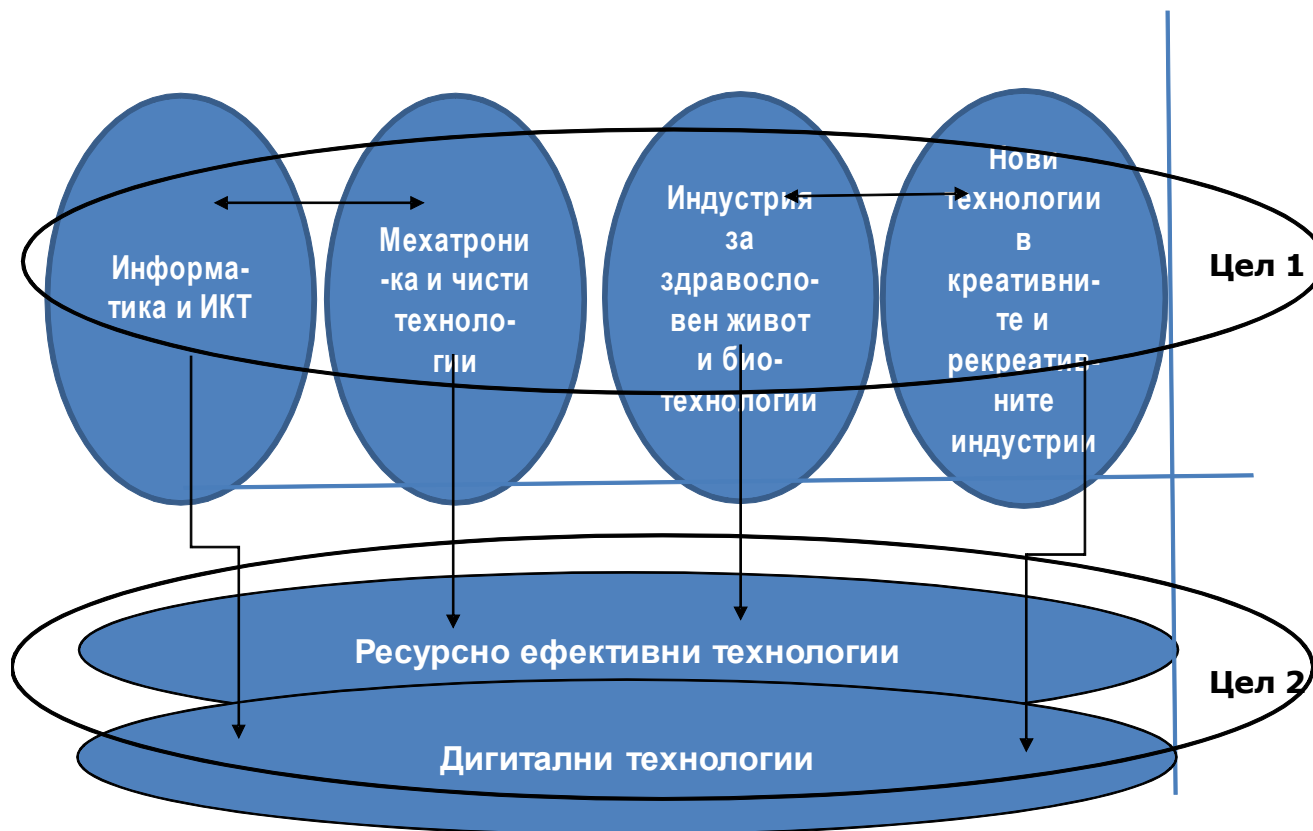 Информа-
тика и ИКТ
Мехатрони
-ка и чисти
техноло-
гии
Индустрия
за
здравосло-
вен живот
и био-
технологии
Нови
технологии
в
креативни-
те и
рекреатив-
ните
индустрии
Цел 1
Ресурсно ефективни технологии
Цел 2
Дигитални технологии